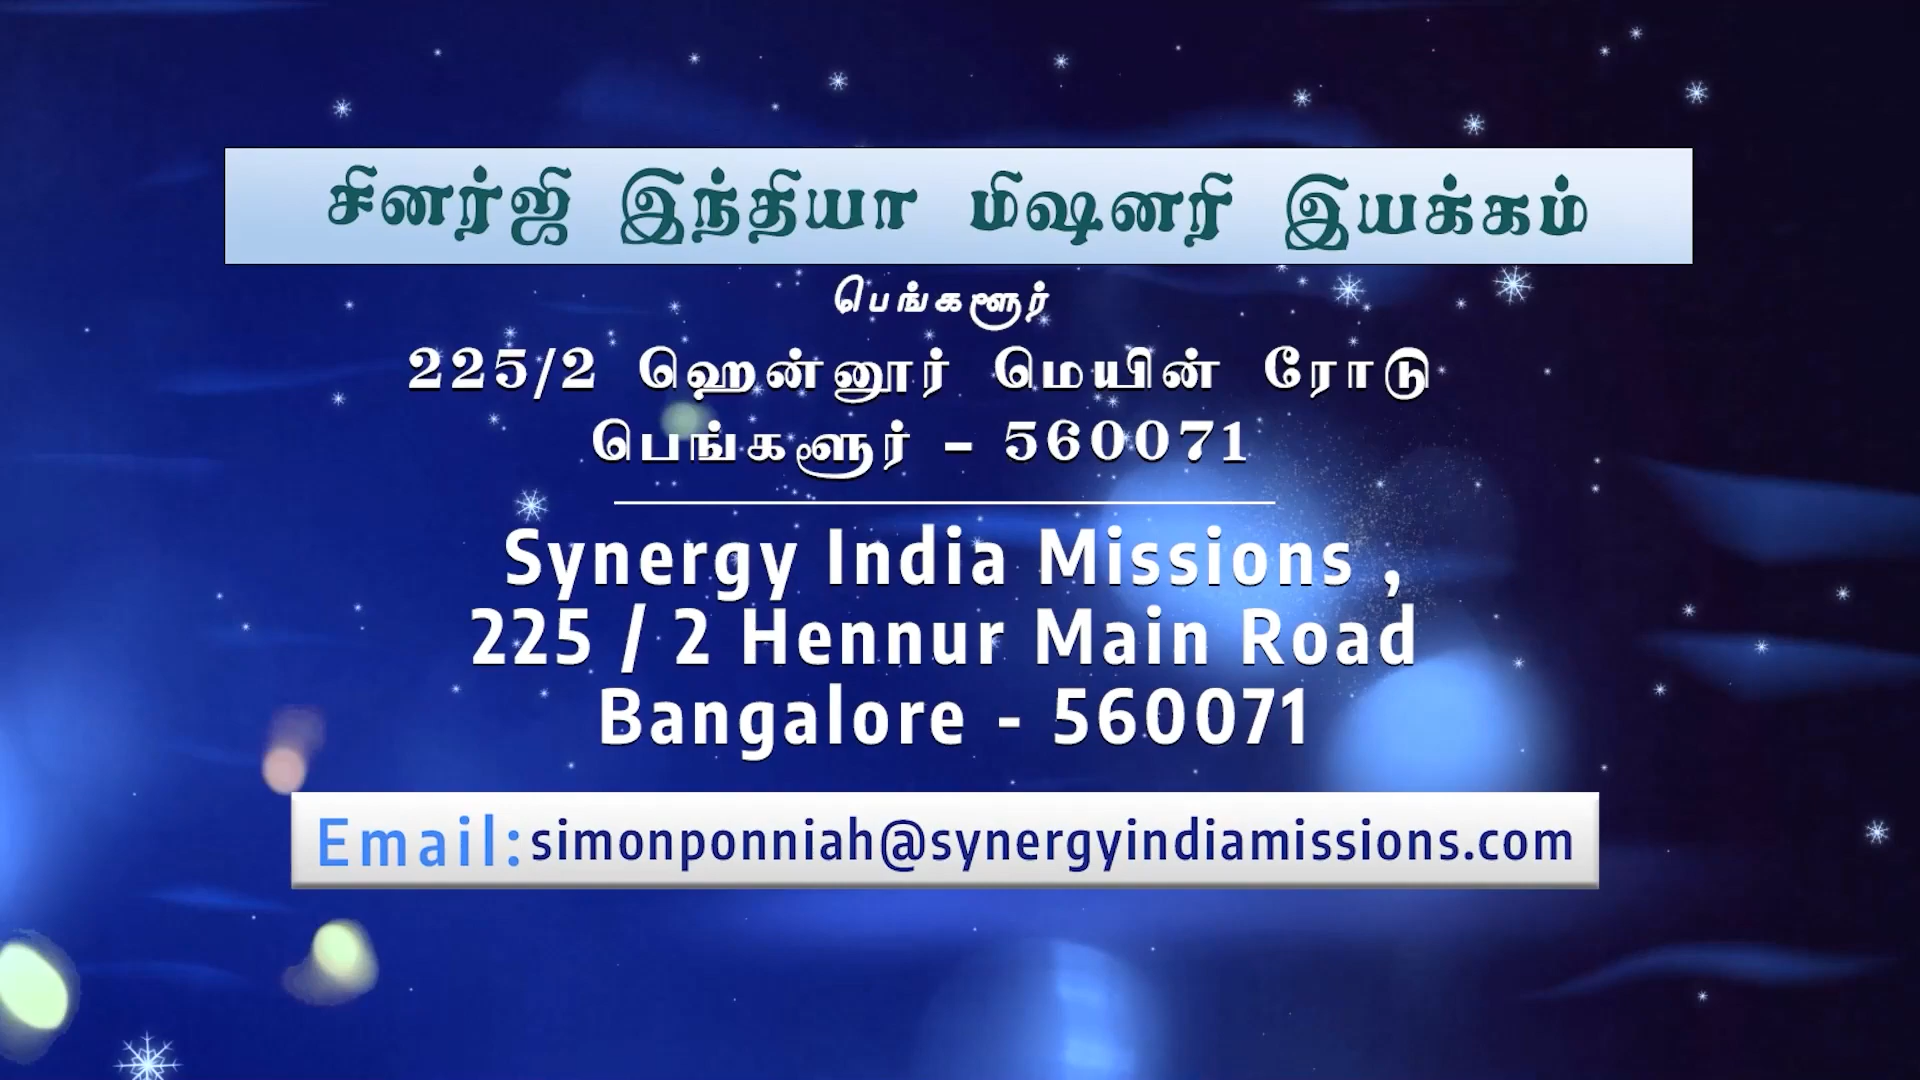 சினர்ஜி இந்தியா மிஷனரி இயக்கம்
பெங்களூர்
225/2 ஹென்னூர் மெயின் ரோடு
பெங்களூர் – 560071
Synergy India Missions ,
225 / 2 Hennur Main Road
Bangalore - 560071
Email:simonponniah@synergyindiamissions.com